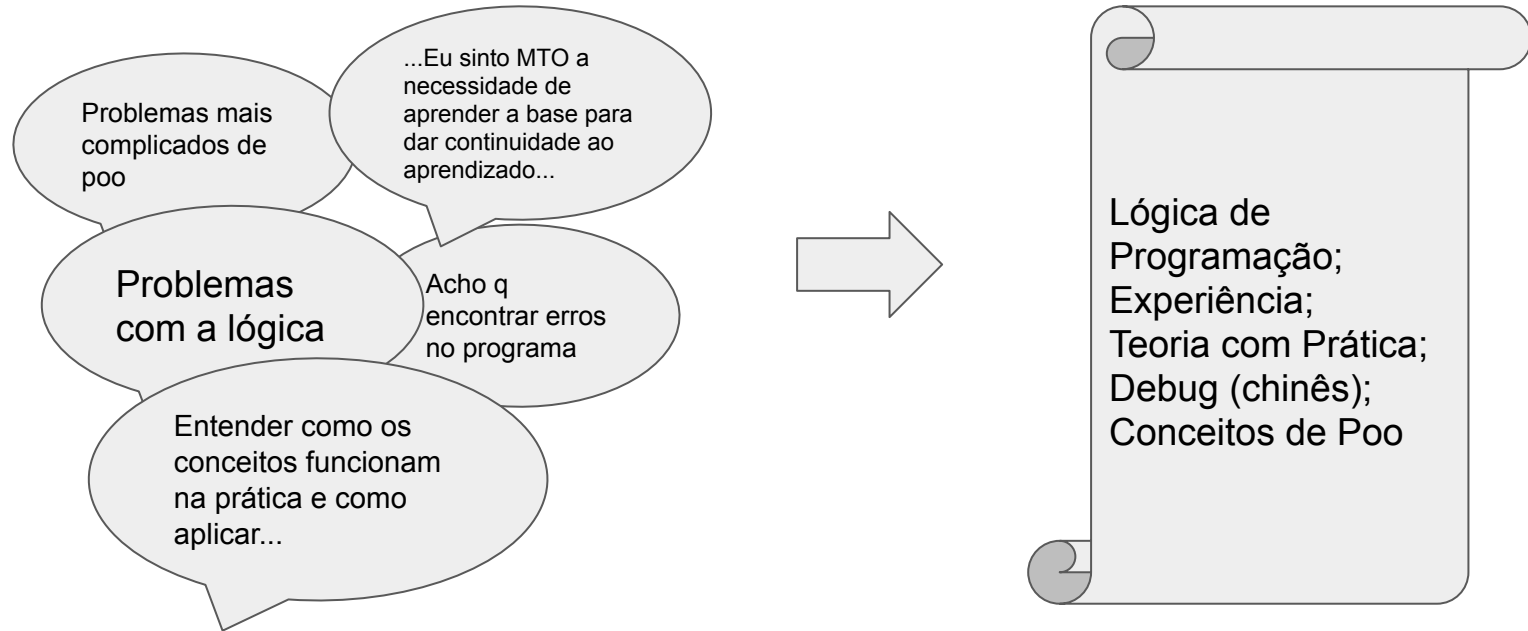 Problemas mais
complicados de
poo
...Eu sinto MTO a
necessidade de
aprender a base para
dar continuidade ao
aprendizado...
Problemas
com a lógica
Acho q
encontrar erros
no programa
Entender como os
conceitos funcionam
na prática e como
aplicar...
Lógica de
Programação;
Experiência;
Teoria com Prática;
Debug (chinês);
Conceitos de Poo